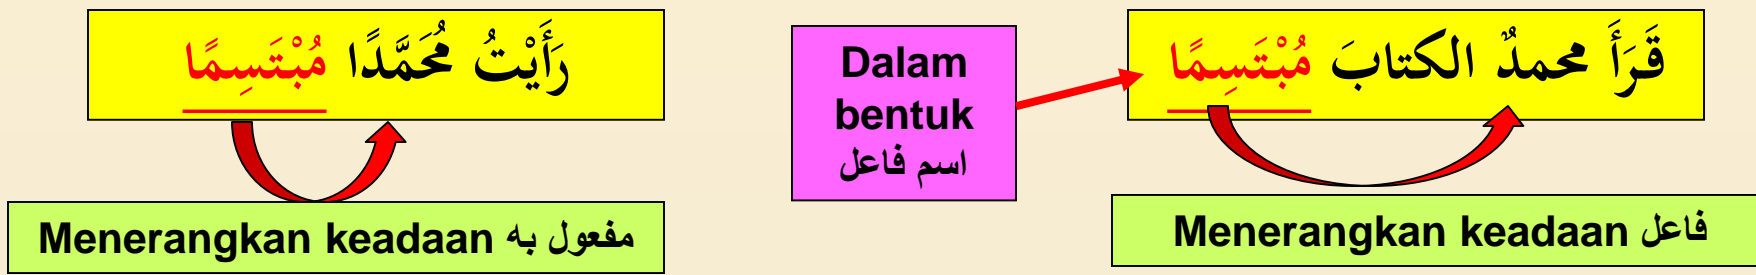 رَأَيْتُ مُحَمَّدًا مُبْتَسِمًا
Menerangkan keadaan مفعول به
Dalam
bentuk
اسم فاعل
قَرَأَ محمدٌ الكتابَ مُبْتَسِمًا
Menerangkan keadaan فاعل